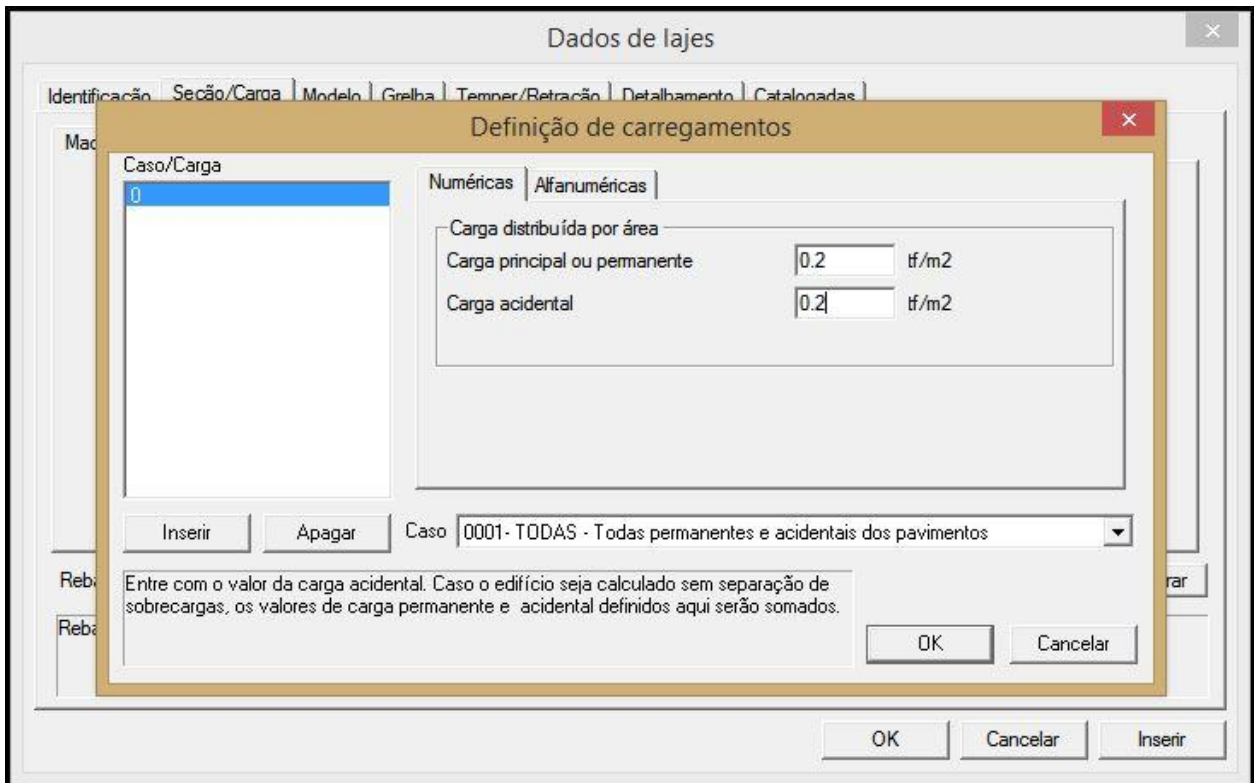 Dados de lajes
Identificação Seção/Carga Modelo Grelha Temper/Retração Detalhamento Catalogadas
Definição de carregamentos
Caso/Carga
0
Numéricas Alfanuméricas
Carga distribuída por área
Carga principal ou permanente 0.2 tf/m2
Carga acidental 0.2 tf/m2
Inserir Apagar Caso 0001- TODAS - Todas permanentes e acidentais dos pavimentos
Entre com o valor da carga acidental. Caso o edifício seja calculado sem separação de
sobrecargas, os valores de carga permanente e acidental definidos aqui serão somados.
OK Cancelar
OK Cancelar Inserir